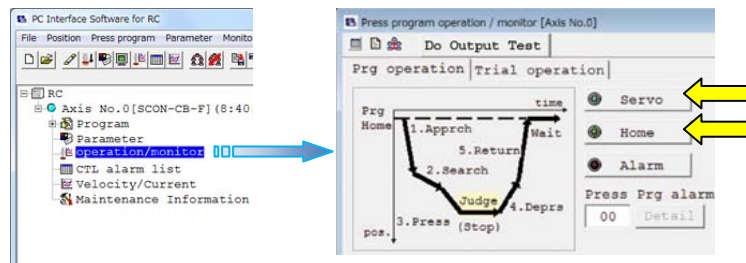 PC Interface Software for RC
File Position Press program Parameter Monito
RC
Axis No.0[SCON-CB-F](8:40:
Program
Parameter
operation/monitor
CTL alarm list
Velocity/Current
Maintenance Information
Press program operation / monitor [Axis No.0]
Do Output Test
Prg operation Trial operation
Prg Home
time
1.Apprch
Wait
5.Return
2.Search
Judge
4.Deprs
3.Press
(Stop)
pos.
Servo
Home
Alarm
Press Prg alarm
00 Detail